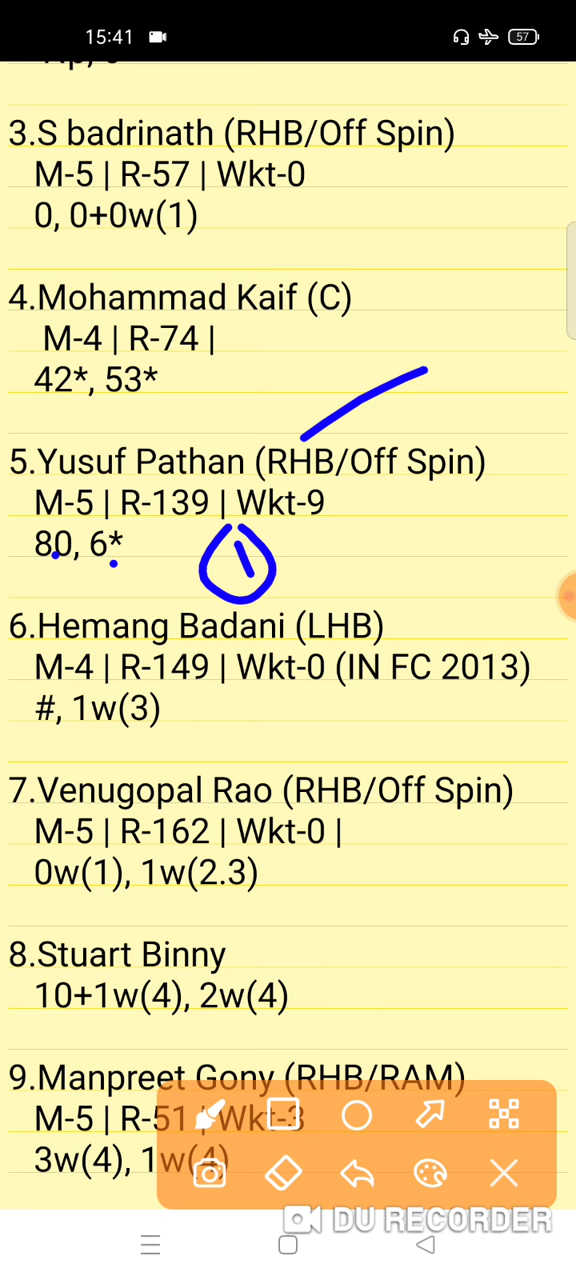 15:41
57
3.S badrinath (RHB/Off Spin)
M-5 | R-57 | Wkt-0
0, 0+0w(1)
4.Mohammad Kaif (C)
M-4 | R-74 |
42*, 53*
5.Yusuf Pathan (RHB/Off Spin)
M-5 | R-139 | Wkt-9
80, 6*
6.Hemang Badani (LHB)
M-4 | R-149 | Wkt-0 (IN FC 2013)
#, 1w(3)
7.Venugopal Rao (RHB/Off Spin)
M-5 | R-162 | Wkt-0 |
0w(1), 1w(2.3)
8.Stuart Binny
10+1w(4), 2w(4)
9.Manpreet Gony (RHB/RAM)
M-5 | R-51 | Wkt-3
3w(4), 1w(4)
DU RECORDER